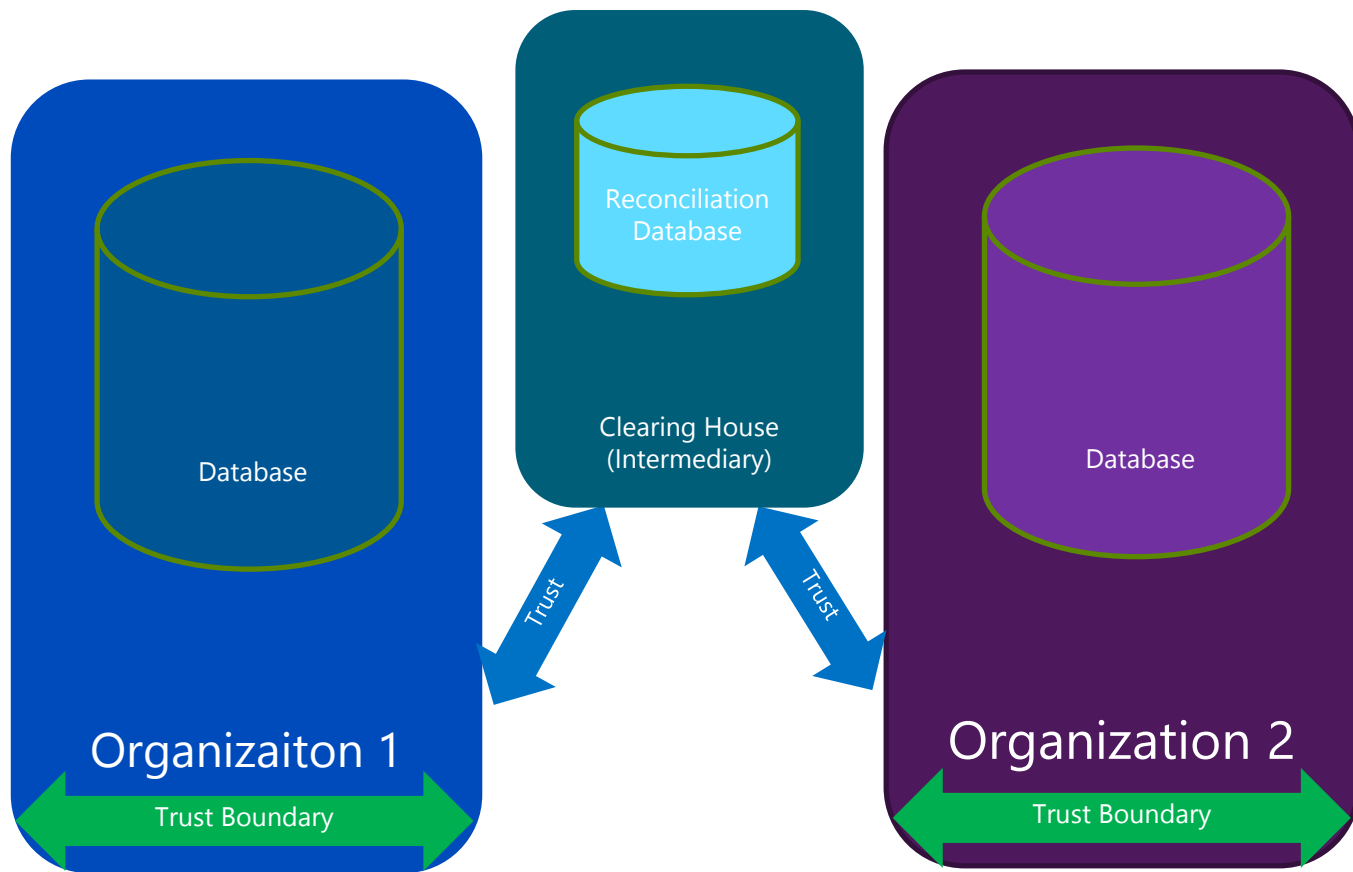 Reconciliation
Database
Clearing House
(Intermediary)
Database
Database
Trust
Trust
Organizaiton 1
Organization 2
Trust Boundary
Trust Boundary